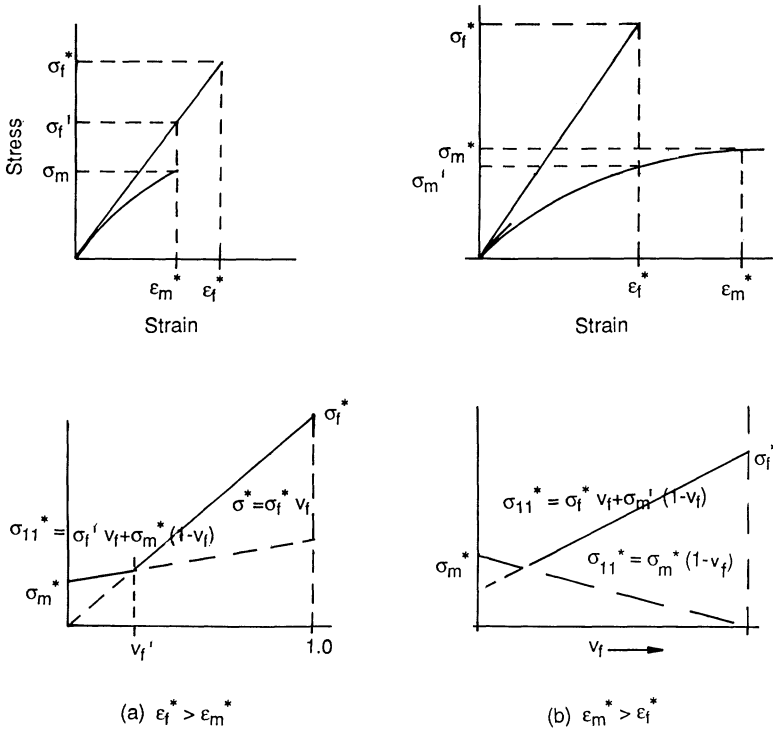 Stress
σf*
σf'
σm
εm*
εf*
Strain
σf*
σm*
σm'
εf*
εm*
Strain
σf*
σ*=σf* vf
σ11* = σf' vf+σm* (1-vf)
σm*
vf'
1.0
(a) εf* > εm*
σf*
σ11* = σf* vf+σm' (1-vf)
σ11* = σm* (1-vf)
σm*
vf
(b) εm* > εf*